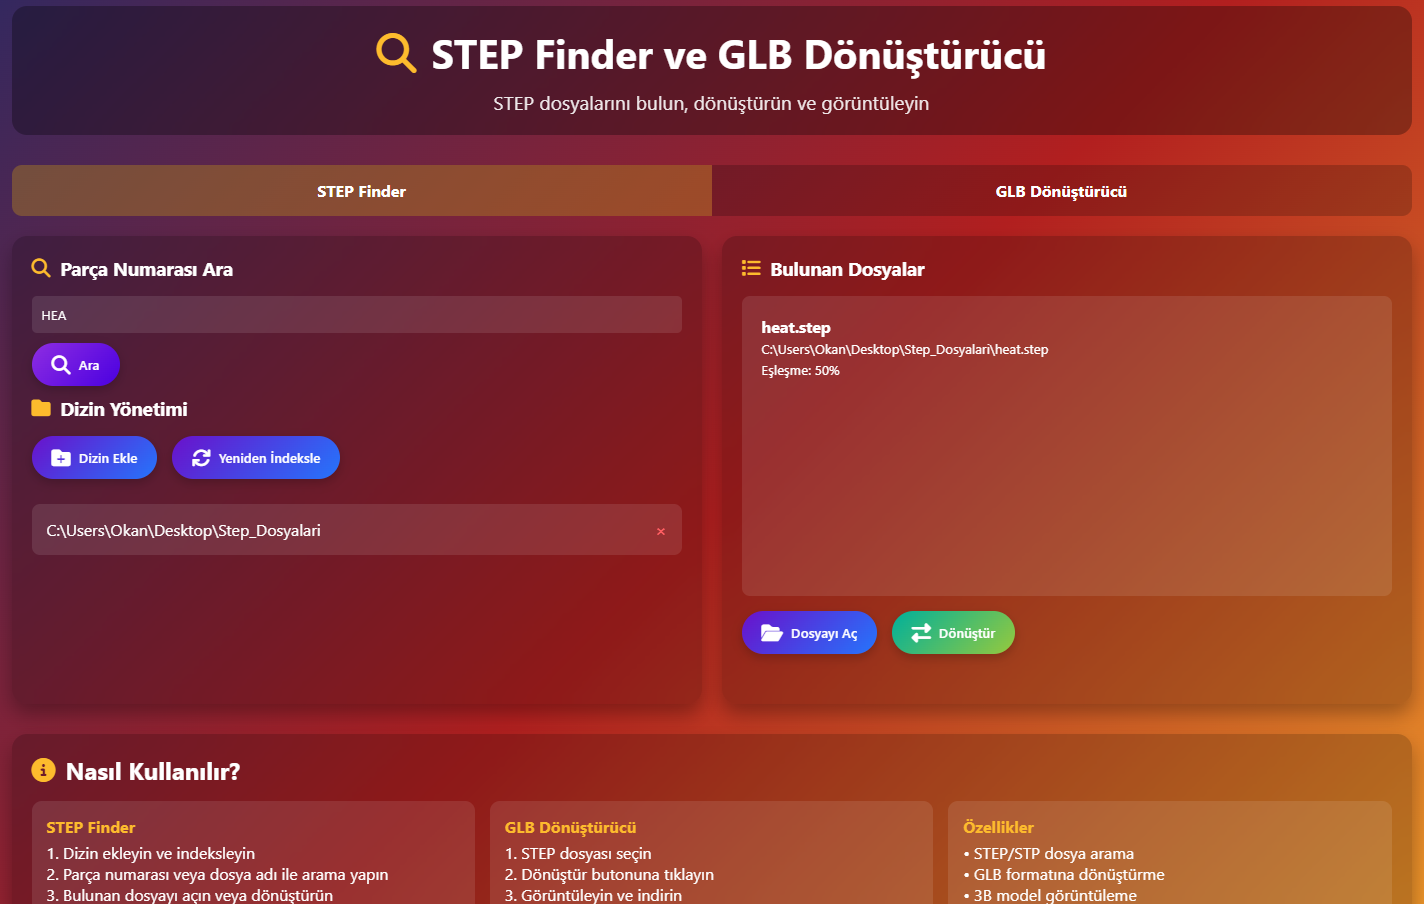 STEP Finder ve GLB Dönüştürücü
STEP dosyalarını bulun, dönüştürün ve görüntüleyin
STEP Finder
GLB Dönüştürücü
Parça Numarası Ara
HEA
Ara
Dizin Yönetimi
Dizin Ekle
Yeniden İndeksle
C:\Users\Okan\Desktop\Step_Dosyalari
×
Bulunan Dosyalar
heat.step
C:\Users\Okan\Desktop\Step_Dosyalari\heat.step
Eşleşme: 50%
Dosyayı Aç
Dönüştür
Nasıl Kullanılır?
STEP Finder
1. Dizin ekleyin ve indeksleyin
2. Parça numarası veya dosya adı ile arama yapın
3. Bulunan dosyayı açın veya dönüştürün
GLB Dönüştürücü
1. STEP dosyası seçin
2. Dönüştür butonuna tıklayın
3. Görüntüleyin ve indirin
Özellikler
• STEP/STP dosya arama
• GLB formatına dönüştürme
• 3B model görüntüleme